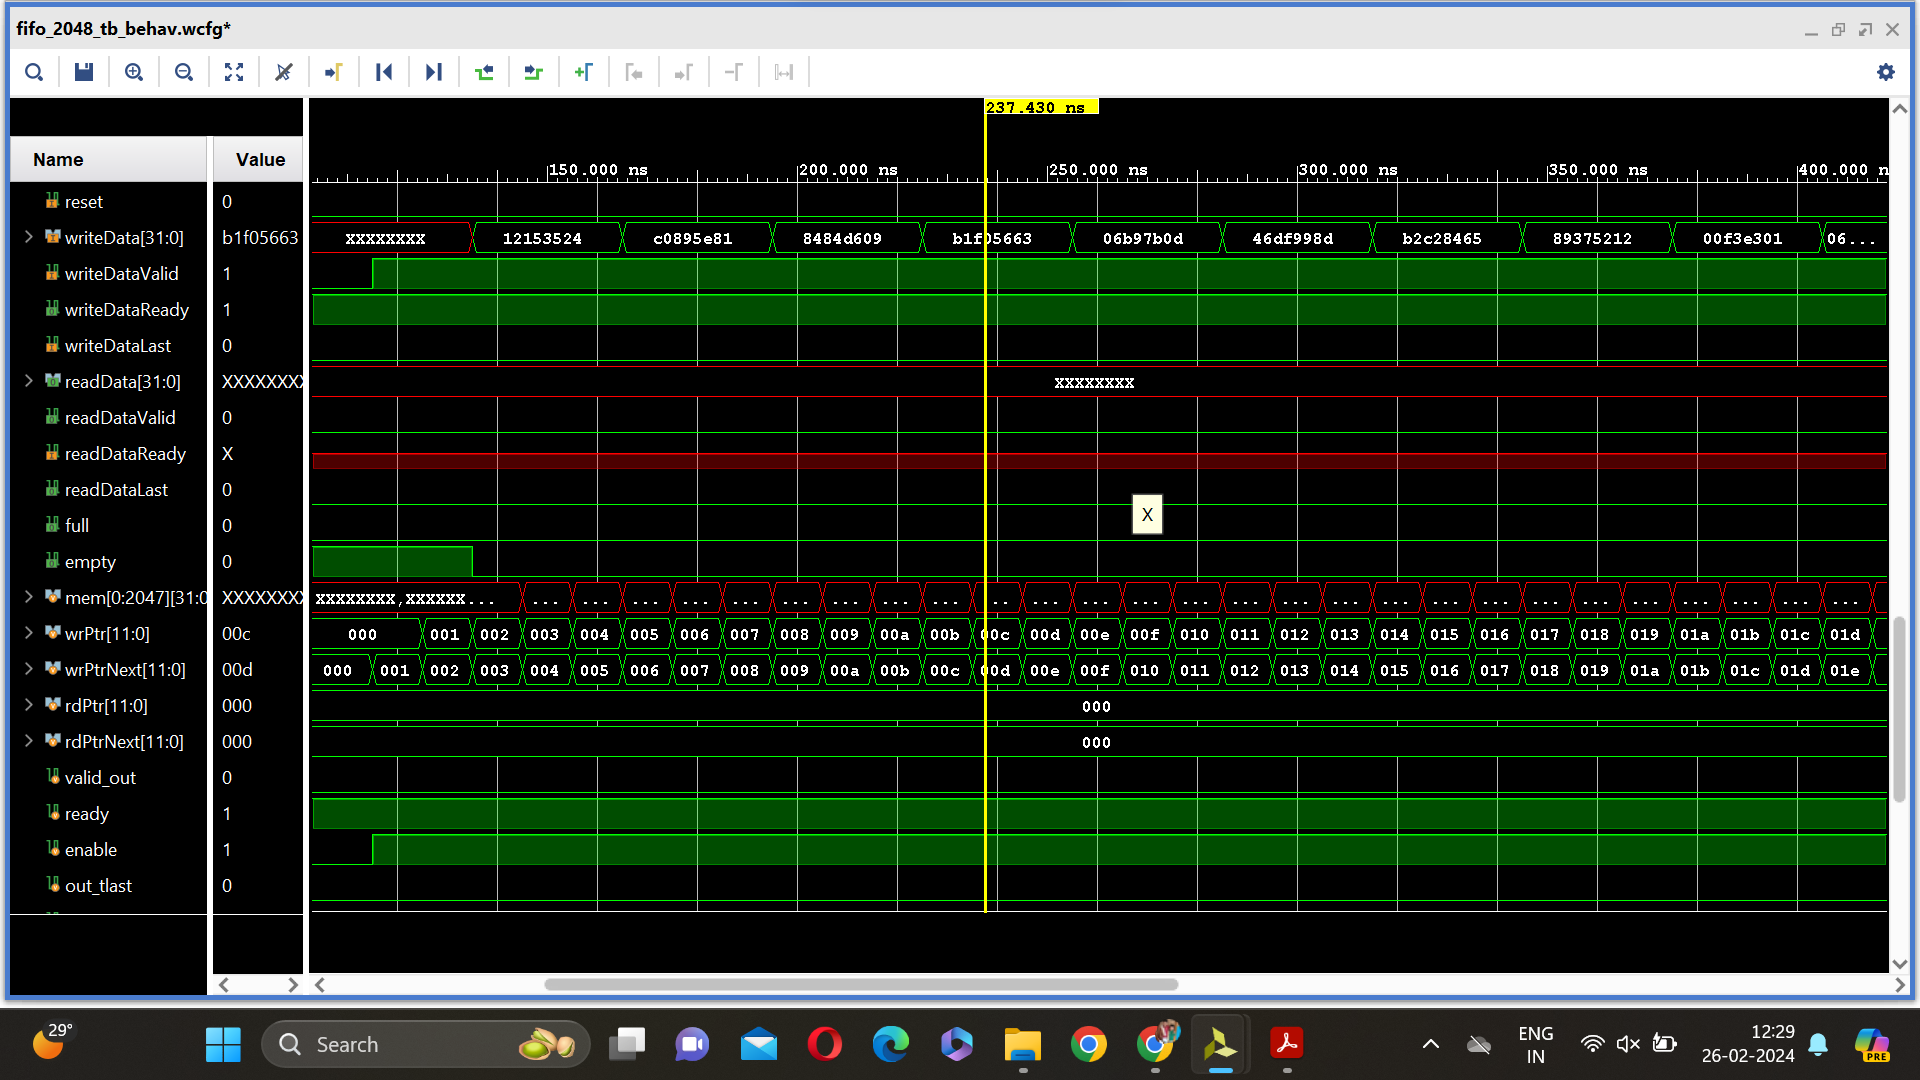 fifo_2048_tb_behav.wcfg*
237.430 ns
Name Value
150.000 ns 200.000 ns 250.000 ns 300.000 ns 350.000 ns 400.000 n
reset 0
writeData[31:0] b1f05663 XXXXXXXX 12153524 c0895e81 8484d609 b1f05663 06b97b0d 46df998d b2c28465 89375212 00f3e301 06...
writeDataValid 1
writeDataReady 1
writeDataLast 0
readData[31:0] XXXXXXXX XXXXXXXX
readDataValid 0
readDataReady X
readDataLast 0
X
full 0
empty 0
mem[0:2047][31:0 XXXXXXXX XXXXXXXX,XXXXXX... ... ... ... ... ... ... ... ... ... ... ... ... ... ... ... ... ... ... ... ... ... ... ... ... ... ... ...
wrPtr[11:0] 00c 000 001 002 003 004 005 006 007 008 009 00a 00b 00c 00d 00e 00f 010 011 012 013 014 015 016 017 018 019 01a 01b 01c 01d
wrPtrNext[11:0] 00d 000 001 002 003 004 005 006 007 008 009 00a 00b 00c 00d 00e 00f 010 011 012 013 014 015 016 017 018 019 01a 01b 01c 01d 01e
rdPtr[11:0] 000 000
rdPtrNext[11:0] 000 000
valid_out 0
ready 1
enable 1
out_tlast 0
29°
Search
ENG
IN
12:29
26-02-2024
PRE